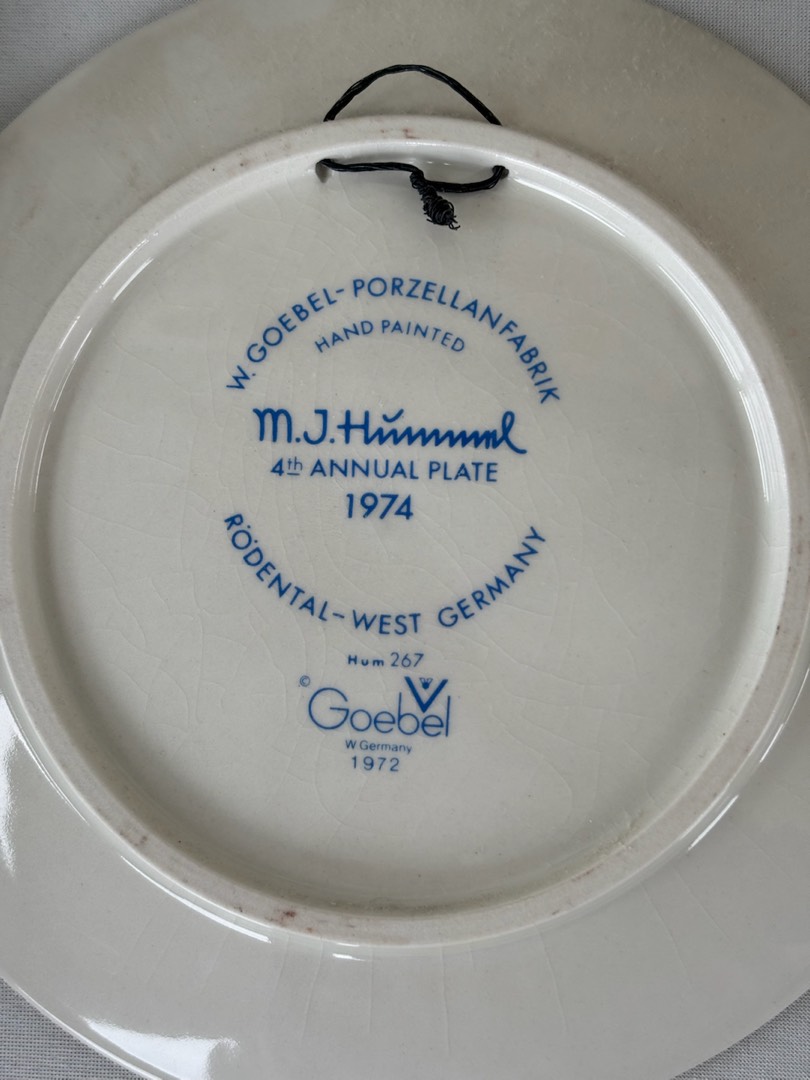 W. GOEBEL-PORZELLANFABRIK
HAND PAINTED
M.J.Hummel
4th ANNUAL PLATE
1974
RÖDENTAL-WEST GERMANY
Hum 267
© Goebel
W Germany
1972